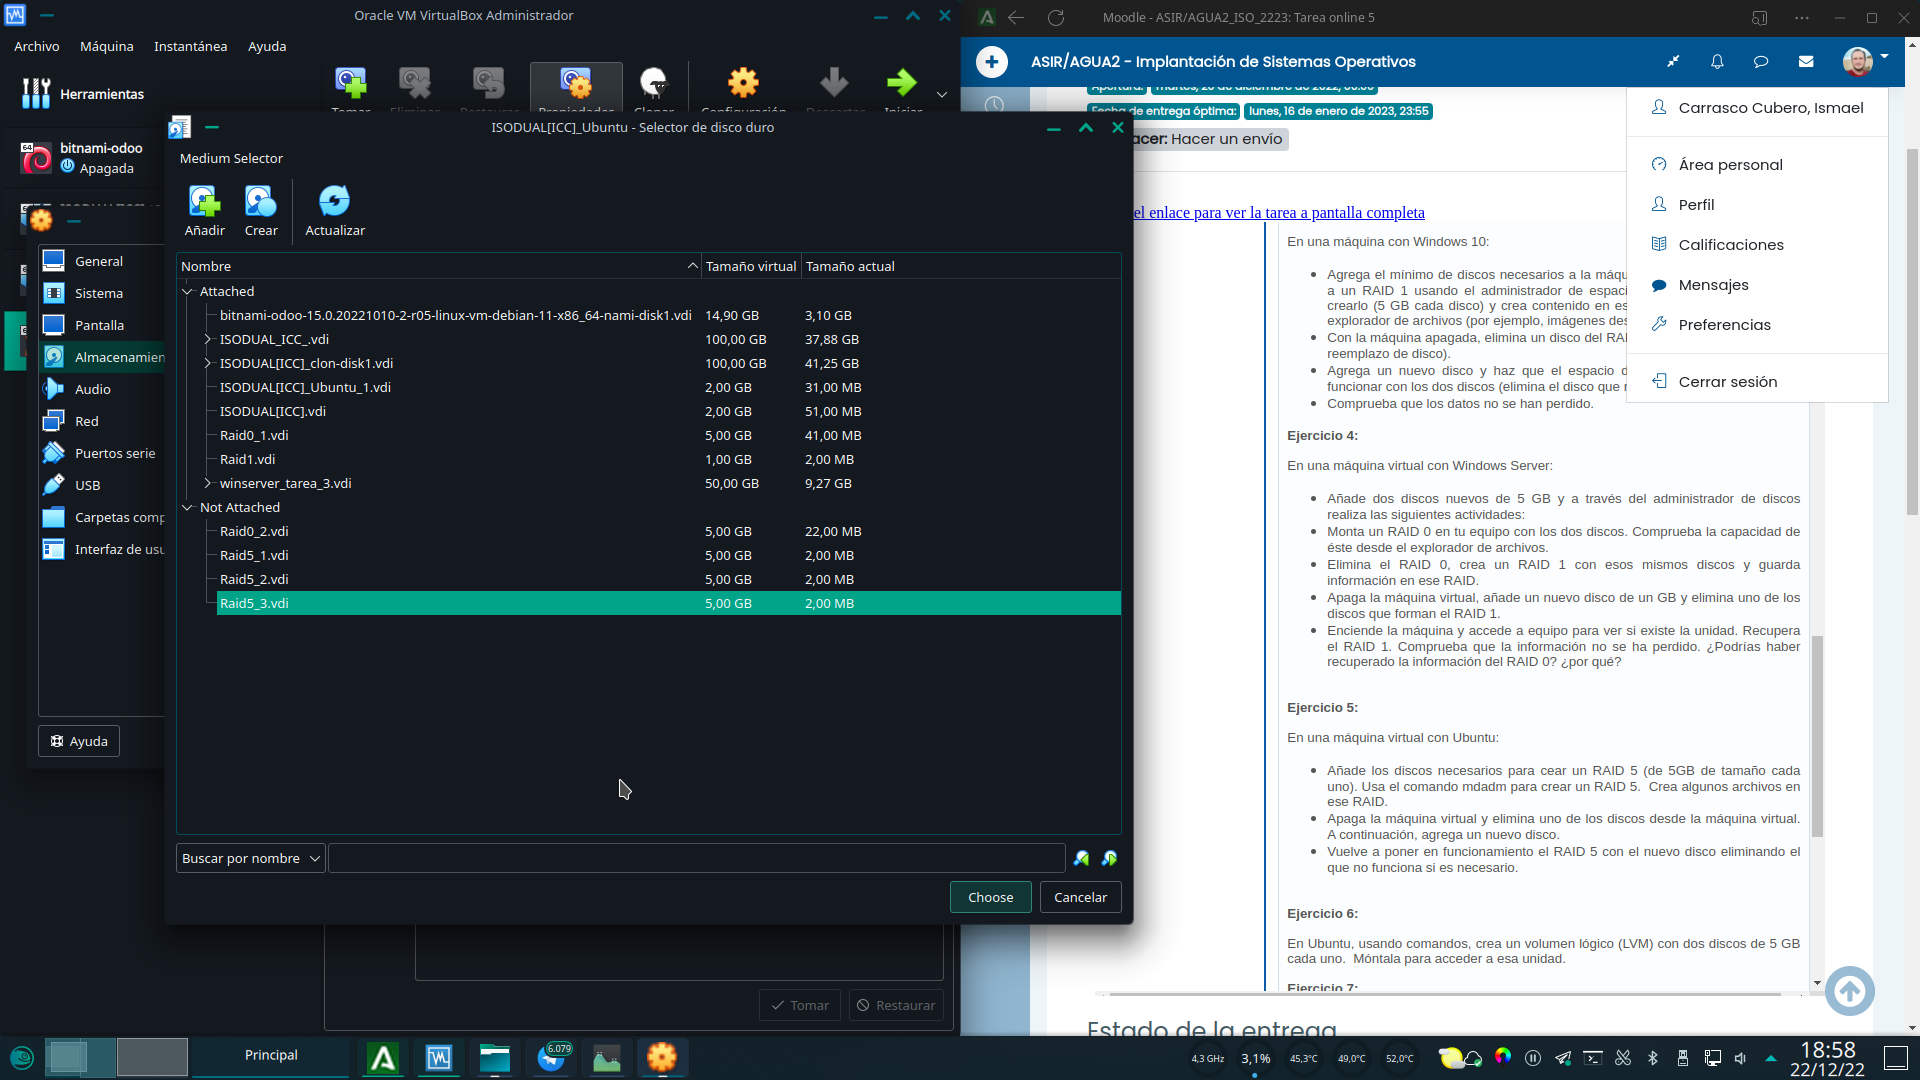 Oracle VM VirtualBox Administrador
Archivo Máquina Instantánea Ayuda
Herramientas
bitnami-odoo
Apagada
ISODUAL[ICC]_Ubuntu - Selector de disco duro
Medium Selector
Añadir Crear Actualizar
Nombre Tamaño virtual Tamaño actual
Attached
bitnami-odoo-15.0.20221010-2-r05-linux-vm-debian-11-x86_64-nami-disk1.vdi 14,90 GB 3,10 GB
ISODUAL_ICC_.vdi 100,00 GB 37,88 GB
ISODUAL[ICC]_clon-disk1.vdi 100,00 GB 41,25 GB
ISODUAL[ICC]_Ubuntu_1.vdi 2,00 GB 31,00 MB
ISODUAL[ICC].vdi 2,00 GB 51,00 MB
Raid0_1.vdi 5,00 GB 41,00 MB
Raid1.vdi 1,00 GB 2,00 MB
winserver_tarea_3.vdi 50,00 GB 9,27 GB
Not Attached
Raid0_2.vdi 5,00 GB 22,00 MB
Raid5_1.vdi 5,00 GB 2,00 MB
Raid5_2.vdi 5,00 GB 2,00 MB
Raid5_3.vdi 5,00 GB 2,00 MB
Buscar por nombre
Choose Cancelar
General
Sistema
Pantalla
Almacenamien
Audio
Red
Puertos serie
USB
Carpetas comp
Interfaz de usu
Ayuda
Tomar Restaurar
Moodle - ASIR/AGUA2_ISO_2223: Tarea online 5
ASIR/AGUA2 - Implantación de Sistemas Operativos
Fecha de entrega óptima: lunes, 16 de enero de 2023, 23:55
acer: Hacer un envío
el enlace para ver la tarea a pantalla completa
Carrasco Cubero, Ismael
Área personal
Perfil
Calificaciones
Mensajes
Preferencias
Cerrar sesión
En una máquina con Windows 10:
Agrega el mínimo de discos necesarios a la máqu
a un RAID 1 usando el administrador de espaci
crearlo (5 GB cada disco) y crea contenido en es
explorador de archivos (por ejemplo, imágenes des
Con la máquina apagada, elimina un disco del RAI
reemplazo de disco).
Agrega un nuevo disco y haz que el espacio d
funcionar con los dos discos (elimina el disco que
Comprueba que los datos no se han perdido.
Ejercicio 4:
En una máquina virtual con Windows Server:
Añade dos discos nuevos de 5 GB y a través del administrador de discos
realiza las siguientes actividades:
Monta un RAID 0 en tu equipo con los dos discos. Comprueba la capacidad de
éste desde el explorador de archivos.
Elimina el RAID 0, crea un RAID 1 con esos mismos discos y guarda
información en ese RAID.
Apaga la máquina virtual, añade un nuevo disco de un GB y elimina uno de los
discos que forman el RAID 1.
Enciende la máquina y accede a equipo para ver si existe la unidad. Recupera
el RAID 1. Comprueba que la información no se ha perdido. ¿Podrías haber
recuperado la información del RAID 0? ¿por qué?
Ejercicio 5:
En una máquina virtual con Ubuntu:
Añade los discos necesarios para cear un RAID 5 (de 5GB de tamaño cada
uno). Usa el comando mdadm para crear un RAID 5. Crea algunos archivos en
ese RAID.
Apaga la máquina virtual y elimina uno de los discos desde la máquina virtual.
A continuación, agrega un nuevo disco.
Vuelve a poner en funcionamiento el RAID 5 con el nuevo disco eliminando el
que no funciona si es necesario.
Ejercicio 6:
En Ubuntu, usando comandos, crea un volumen lógico (LVM) con dos discos de 5 GB
cada uno. Móntala para acceder a esa unidad.
Ejercicio 7:
Estado de la entrega
Principal
6.079
4,3 GHz 3,1% 45,3°C 49,0°C 52,0°C
18:58
22/12/22